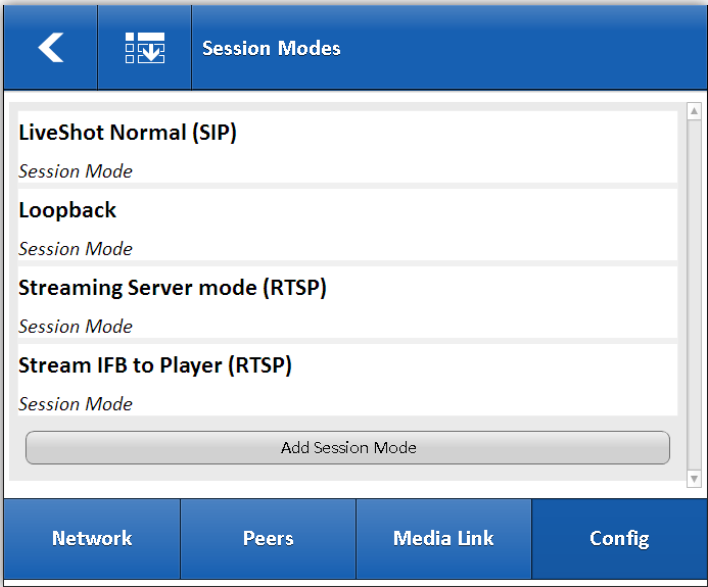 Session Modes
LiveShot Normal (SIP)
Session Mode
Loopback
Session Mode
Streaming Server mode (RTSP)
Session Mode
Stream IFB to Player (RTSP)
Session Mode
Add Session Mode
Network Peers Media Link Config